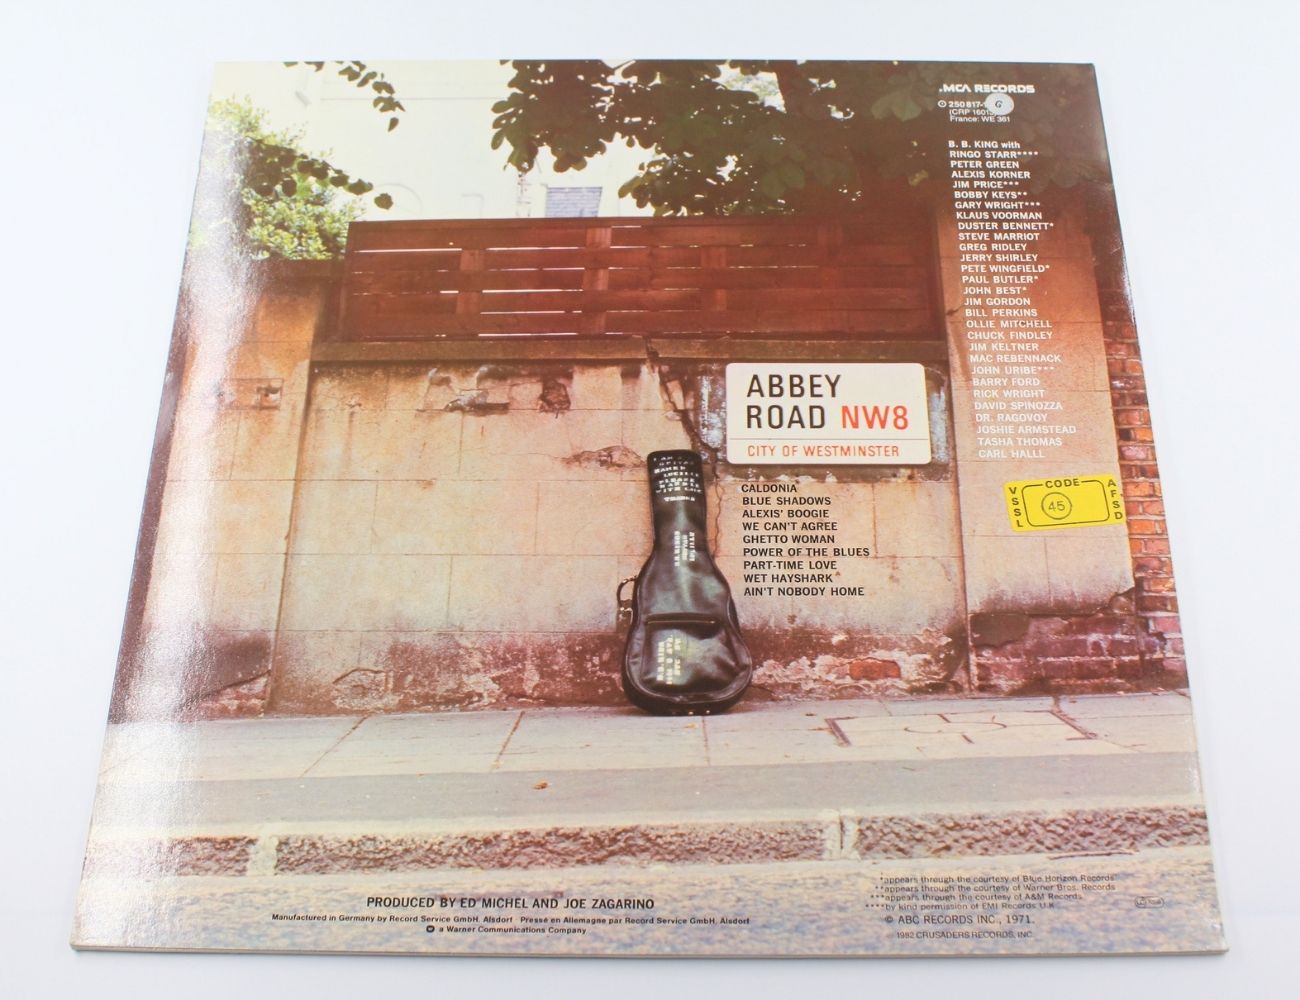 MCA RECORDS
G
250 817-1
(CRP 1601
France: WE 361
B. B. KING with
RINGO STARR****
PETER GREEN
ALEXIS KORNER
JIM PRICE***
BOBBY KEYS**
GARY WRIGHT***
KLAUS VOORMAN
DUSTER BENNETT*
STEVE MARRIOT
GREG RIDLEY
JERRY SHIRLEY
PETE WINGFIELD*
PAUL BUTLER*
JOHN BEST*
JIM GORDON
BILL PERKINS
OLLIE MITCHELL
CHUCK FINDLEY
JIM KELTNER
MAC REBENNACK
JOHN URIBE***
BARRY FORD
RICK WRIGHT
DAVID SPINOZZA
DR. RAGOVOY
JOSHIE ARMSTEAD
TASHA THOMAS
CARL HALLL
ABBEY
ROAD NW8
CITY OF WESTMINSTER
VSSL CODE AFSD
45
CALDONIA
BLUE SHADOWS
ALEXIS' BOOGIE
WE CAN'T AGREE
GHETTO WOMAN
POWER OF THE BLUES
PART-TIME LOVE
WET HAYSHARK
AIN'T NOBODY HOME
NAMED
LUCILLE
PLEASE
WITH CARE
*appears through the courtesy of Blue Horizon Records
**appears through the courtesy of Warner Bros. Records
***appears through the courtesy of A&M Records
****by kind permission of EMI Records U.K.
© ABC RECORDS INC., 1971.
1982 CRUSADERS RECORDS, INC.
PRODUCED BY ED MICHEL AND JOE ZAGARINO
Manufactured in Germany by Record Service GmbH, Alsdorf · Pressé en Allemagne par Record Service GmbH, Alsdorf
a Warner Communications Company